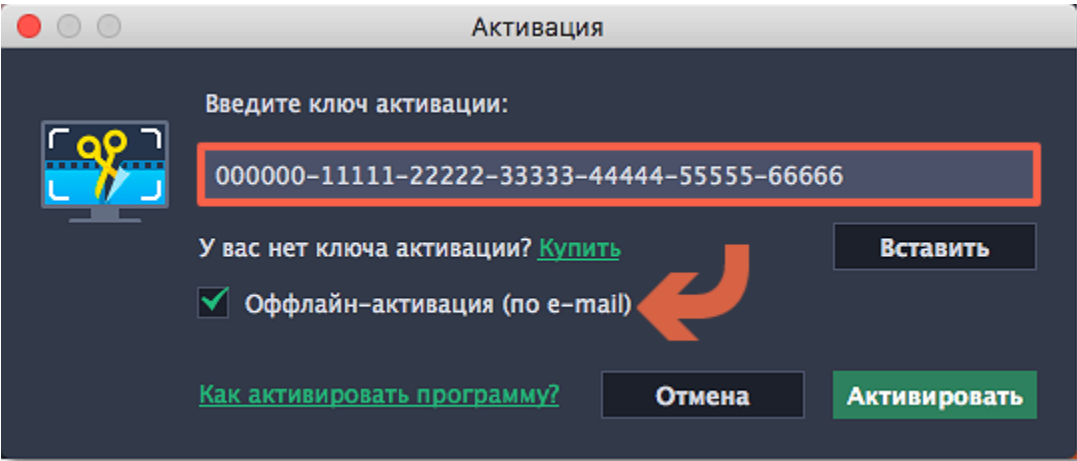 Активация
Введите ключ активации:
000000-11111-22222-33333-44444-55555-66666
У вас нет ключа активации? Купить
Вставить
Оффлайн-активация (по e-mail)
Как активировать программу?
Отмена
Активировать